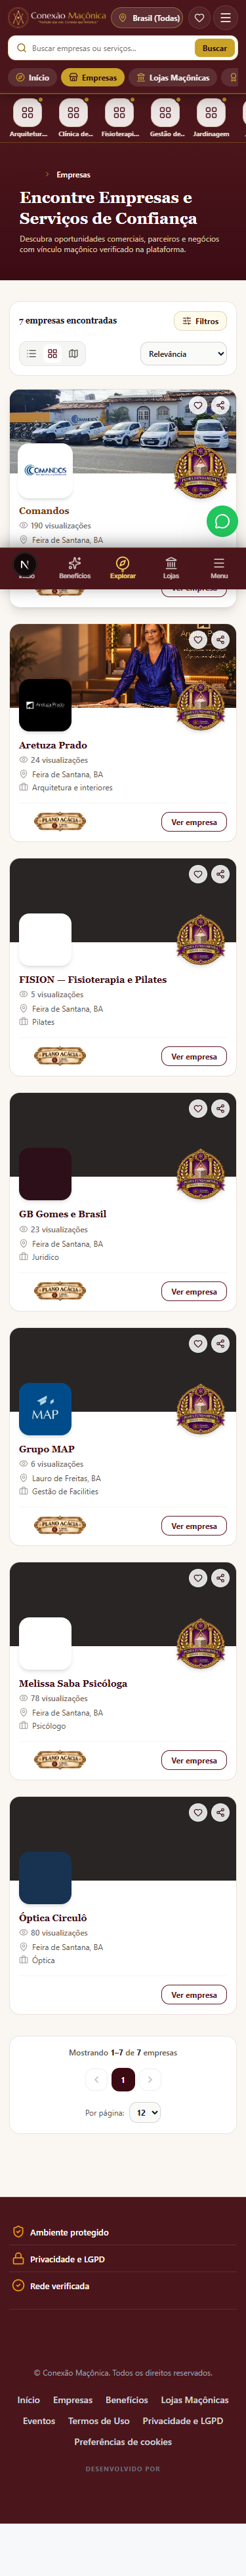 Conexão Maçônica
Brasil (Todas)
Buscar empresas ou serviços...
Buscar
Início
Empresas
Lojas Maçônicas
Arquitetur...
Clínica de...
Fisioterapi...
Gestão de...
Jardinagem
Empresas
Encontre Empresas e
Serviços de Confiança
Descubra oportunidades comerciais, parceiros e negócios
com vínculo maçônico verificado na plataforma.
7 empresas encontradas
Filtros
Relevância
COMANDOS
Comandos
190 visualizações
Feira de Santana, BA
N
Início
Benefícios
Explorar
Lojas
Menu
Ver empresa
Aretuza Prado
Aretuza Prado
24 visualizações
Feira de Santana, BA
Arquitetura e interiores
PLANO ACÁCIA
Ver empresa
FISION — Fisioterapia e Pilates
5 visualizações
Feira de Santana, BA
Pilates
PLANO ACÁCIA
Ver empresa
GB Gomes e Brasil
23 visualizações
Feira de Santana, BA
Juridico
PLANO ACÁCIA
Ver empresa
MAP
Grupo MAP
6 visualizações
Lauro de Freitas, BA
Gestão de Facilities
PLANO ACÁCIA
Ver empresa
Melissa Saba Psicóloga
78 visualizações
Feira de Santana, BA
Psicólogo
PLANO ACÁCIA
Ver empresa
Óptica Circulô
80 visualizações
Feira de Santana, BA
Óptica
Ver empresa
Mostrando 1–7 de 7 empresas
1
Por página: 12
Ambiente protegido
Privacidade e LGPD
Rede verificada
© Conexão Maçônica. Todos os direitos reservados.
Início Empresas Benefícios Lojas Maçônicas
Eventos Termos de Uso Privacidade e LGPD
Preferências de cookies
DESENVOLVIDO POR